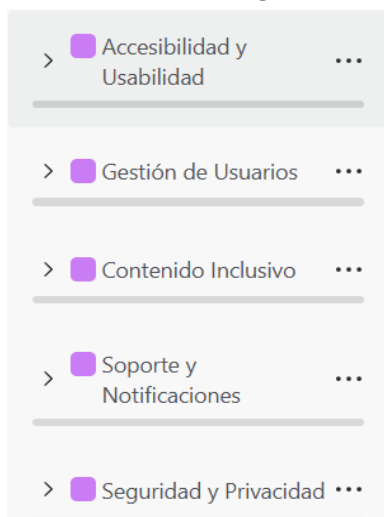 Accesibilidad y
Usabilidad
Gestión de Usuarios
Contenido Inclusivo
Soporte y
Notificaciones
Seguridad y Privacidad